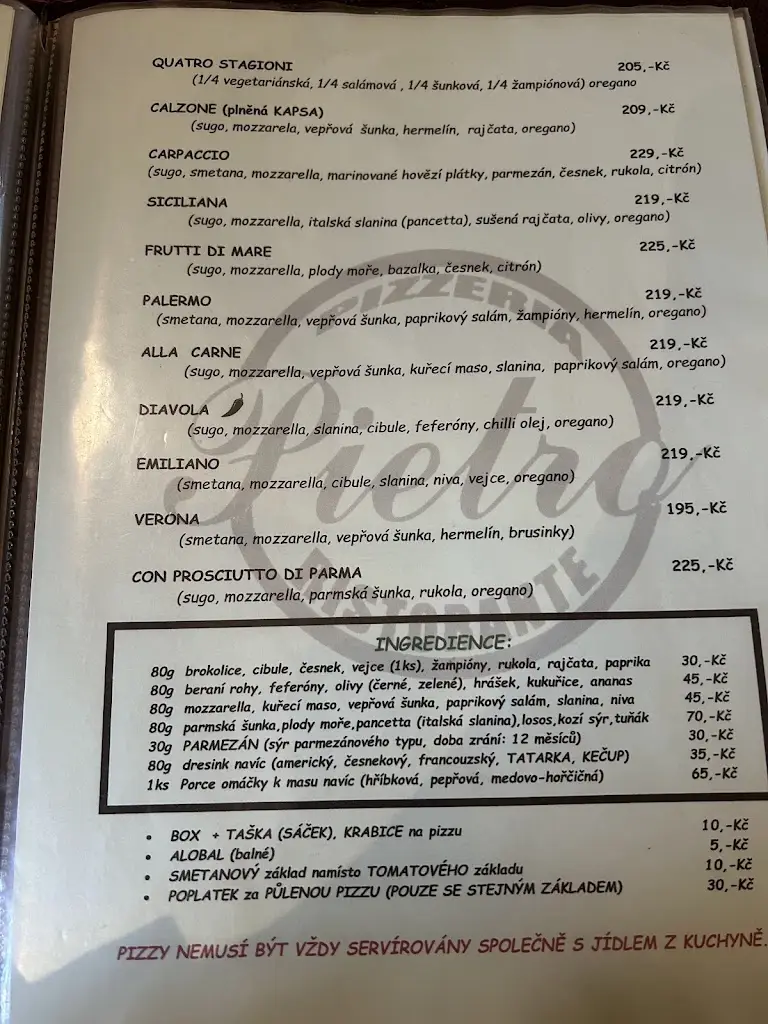 QUATRO STAGIONI 205,-Kč
(1/4 vegetariánská, 1/4 salámová , 1/4 šunková, 1/4 žampiónová) oregano
CALZONE (plněná KAPSA) 209,-Kč
(sugo, mozzarela, vepřová šunka, hermelín, rajčata, oregano)
CARPACCIO 229,-Kč
(sugo, smetana, mozzarella, marinované hovězí plátky, parmezán, česnek, rukola, citrón)
SICILIANA 219,-Kč
(sugo, mozzarella, italská slanina (pancetta), sušená rajčata, olivy, oregano)
FRUTTI DI MARE 225,-Kč
(sugo, mozzarella, plody moře, bazalka, česnek, citrón)
PALERMO 219,-Kč
(smetana, mozzarella, vepřová šunka, paprikový salám, žampióny, hermelín, oregano)
ALLA CARNE 219,-Kč
(sugo, mozzarella, vepřová šunka, kuřecí maso, slanina, paprikový salám, oregano)
DIAVOLA 219,-Kč
(sugo, mozzarella, slanina, cibule, feferóny, chilli olej, oregano)
EMILIANO 219,-Kč
(smetana, mozzarella, cibule, slanina, niva, vejce, oregano)
VERONA 195,-Kč
(smetana, mozzarella, vepřová šunka, hermelín, brusinky)
CON PROSCIUTTO DI PARMA 225,-Kč
(sugo, mozzarella, parmská šunka, rukola, oregano)
PIZZERIA
Pietro
RISTORANTE
INGREDIENCE:
80g brokolice, cibule, česnek, vejce (1ks), žampióny, rukola, rajčata, paprika 30,-Kč
80g beraní rohy, feferóny, olivy (černé, zelené), hrášek, kukuřice, ananas 45,-Kč
80g mozzarella, kuřecí maso, vepřová šunka, paprikový salám, slanina, niva 45,-Kč
80g parmská šunka,plody moře,pancetta (italská slanina),losos,kozí sýr,tuňák 70,-Kč
30g PARMEZÁN (sýr parmezánového typu, doba zrání: 12 měsíců) 30,-Kč
80g dresink navíc (americký, česnekový, francouzský, TATARKA, KEČUP) 35,-Kč
1ks Porce omáčky k masu navíc (hříbková, pepřová, medovo-hořčičná) 65,-Kč
• BOX + TAŠKA (SÁČEK), KRABICE na pizzu 10,-Kč
• ALOBAL (balné) 5,-Kč
• SMETANOVÝ základ namísto TOMATOVÉHO základu 10,-Kč
• POPLATEK za PŮLENOU PIZZU (POUZE SE STEJNÝM ZÁKLADEM) 30,-Kč
PIZZY NEMUSÍ BÝT VŽDY SERVÍROVÁNY SPOLEČNĚ S JÍDLEM Z KUCHYNĚ.